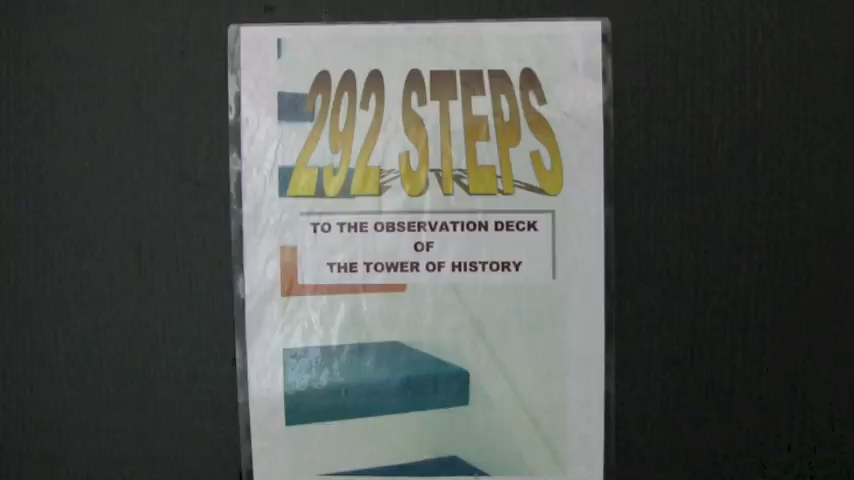 292 STEPS
TO THE OBSERVATION DECK
OF
THE TOWER OF HISTORY